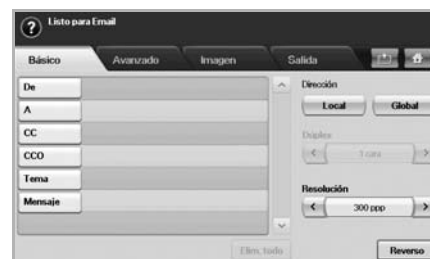 ? Listo para Email
Básico Avanzado Imagen Salida
De
A
CC
CCO
Tema
Mensaje
Elim. todo
Dirección
Local Global
Dúplex
< 1 cara >
Resolución
< 300 ppp >
Reverso